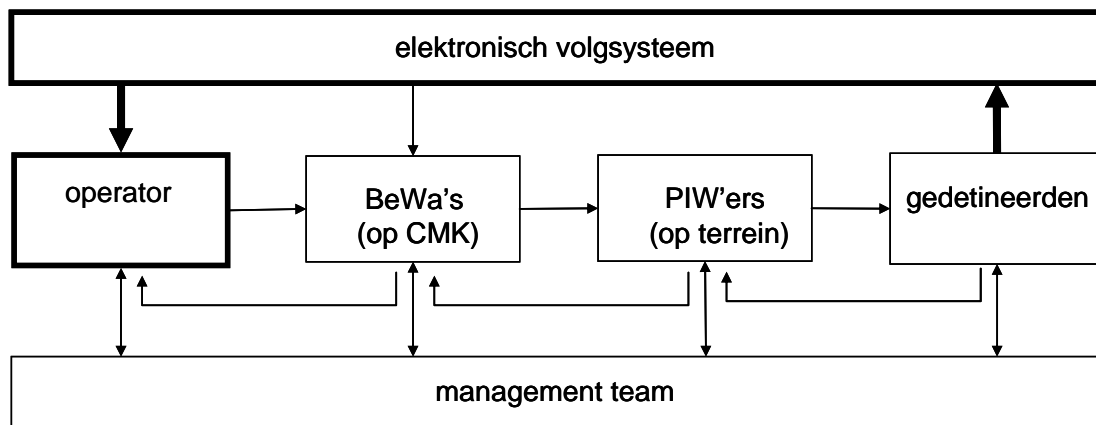 elektronisch volgsysteem
operator
BeWa’s
(op CMK)
PIW’ers
(op terrein)
gedetineerden
management team